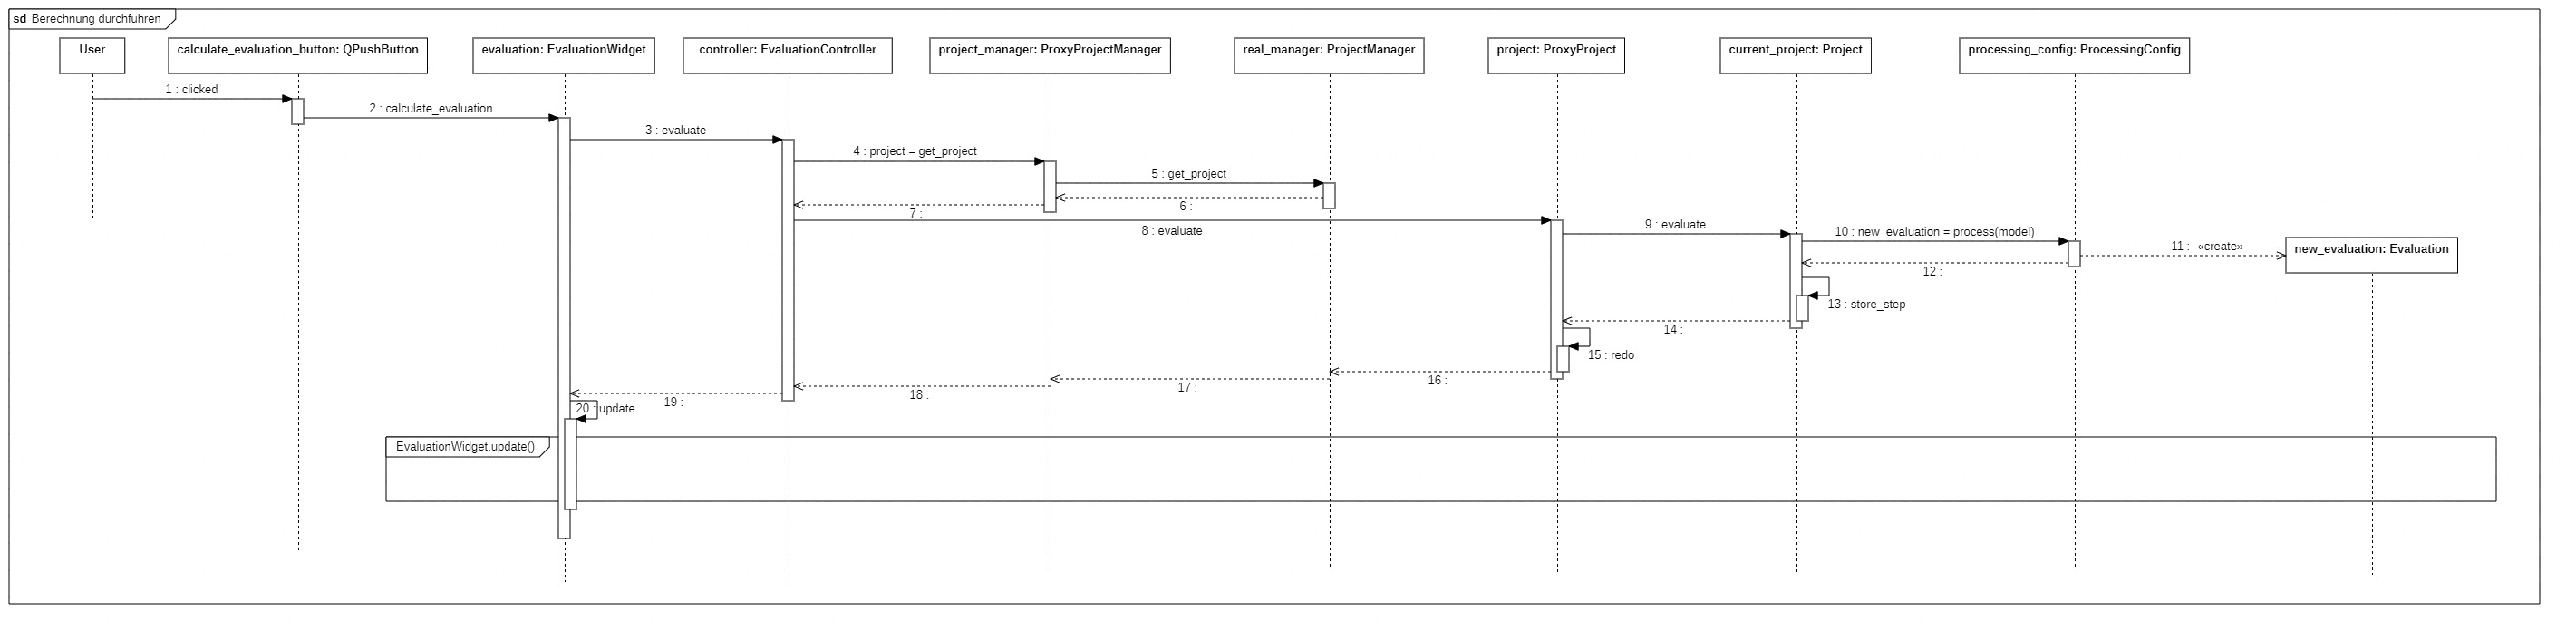 sd Berechnung durchführen
User
calculate_evaluation_button: QPushButton
evaluation: EvaluationWidget
controller: EvaluationController
project_manager: ProxyProjectManager
real_manager: ProjectManager
project: ProxyProject
current_project: Project
processing_config: ProcessingConfig
1 : clicked
2 : calculate_evaluation
3 : evaluate
4 : project = get_project
5 : get_project
6 :
7 :
8 : evaluate
9 : evaluate
10 : new_evaluation = process(model)
11 : «create»
new_evaluation: Evaluation
12 :
13 : store_step
14 :
15 : redo
16 :
17 :
18 :
19 :
20 : update
EvaluationWidget.update()